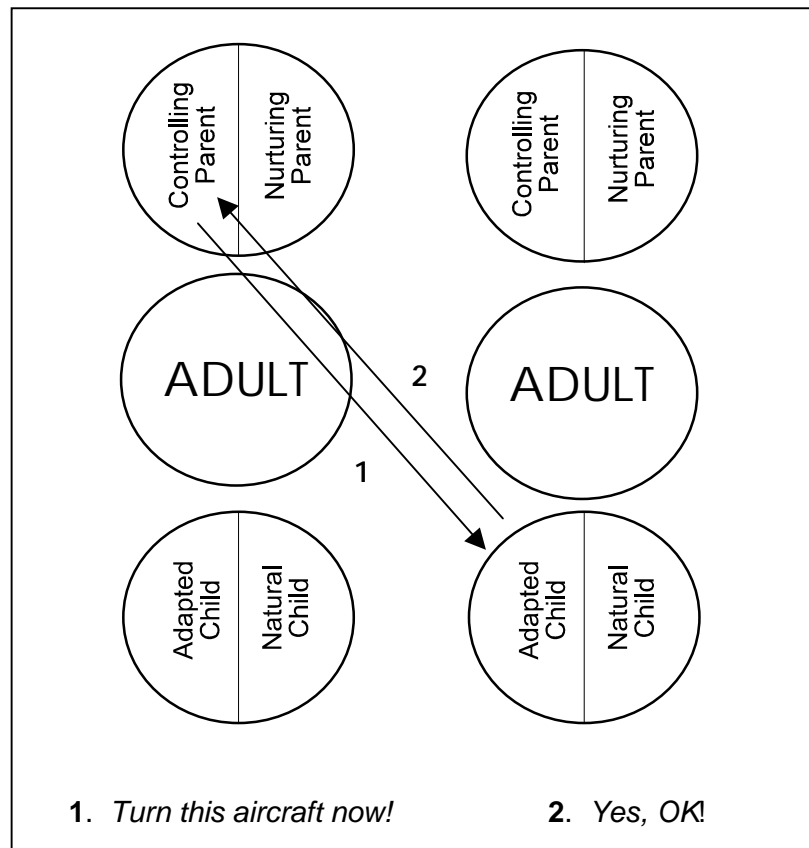 Controlling
Parent
Nurturing
Parent
Controlling
Parent
Nurturing
Parent
ADULT
2
ADULT
1
Adapted
Child
Natural
Child
Adapted
Child
Natural
Child
1. Turn this aircraft now! 2. Yes, OK!